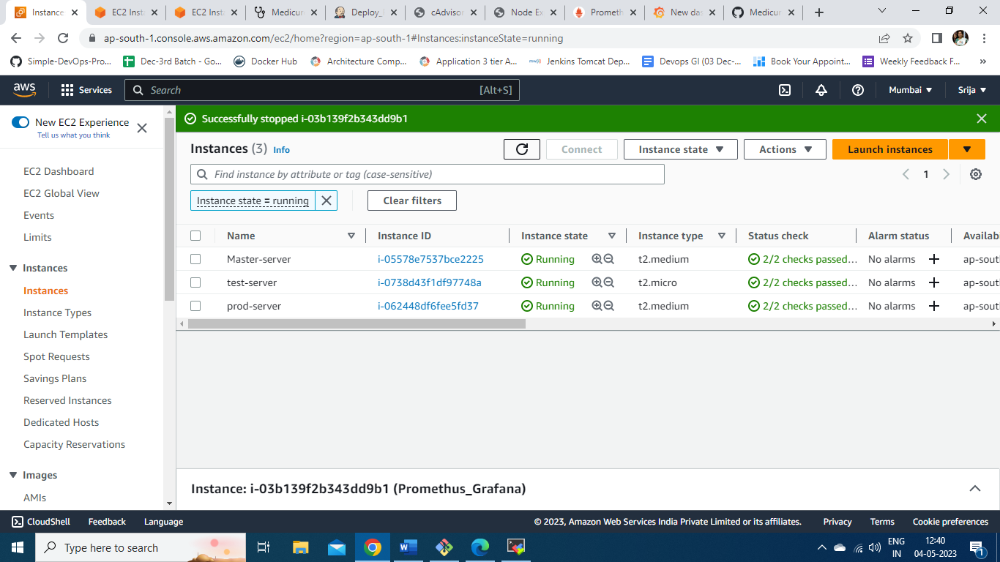 Instance
EC2 Inst
EC2 Inst
Medicur
Deploy_
cAdvisor
Node Ex
Prometh
New das
Medicur
ap-south-1.console.aws.amazon.com/ec2/home?region=ap-south-1#Instances:instanceState=running
Simple-DevOps-Pro...
Dec-3rd Batch - Go...
Docker Hub
Architecture Comp...
Application 3 tier A...
Jenkins Tomcat Dep...
Devops GI (03 Dec-...
Book Your Appoint...
Weekly Feedback F...
»
aws
Services
Search
[Alt+S]
Mumbai
Srija
New EC2 Experience
Tell us what you think
EC2 Dashboard
EC2 Global View
Events
Limits
Instances
Instances
Instance Types
Launch Templates
Spot Requests
Savings Plans
Reserved Instances
Dedicated Hosts
Capacity Reservations
Images
AMIs
Successfully stopped i-03b139f2b343dd9b1
Instances (3) Info
Connect
Instance state
Actions
Launch instances
Find instance by attribute or tag (case-sensitive)
1
Instance state = running
Clear filters
Name Instance ID Instance state Instance type Status check Alarm status Availab
Master-server i-05578e7537bce2225 Running t2.medium 2/2 checks passed... No alarms ap-sout
test-server i-0738d43f1df97748a Running t2.micro 2/2 checks passed... No alarms ap-sout
prod-server i-062448df6fee5fd37 Running t2.medium 2/2 checks passed... No alarms ap-sout
Instance: i-03b139f2b343dd9b1 (Promethus_Grafana)
CloudShell Feedback Language
© 2023, Amazon Web Services India Private Limited or its affiliates. Privacy Terms Cookie preferences
Type here to search
ENG
IN
12:40
04-05-2023
1